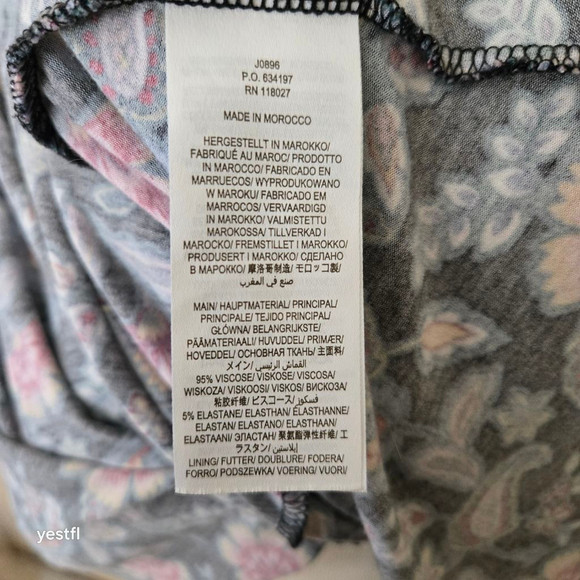 J0896
P.O. 634197
RN 118027
MADE IN MOROCCO
HERGESTELLT IN MAROKKO/
FABRIQUÉ AU MAROC/ PRODOTTO
IN MAROCCO/ FABRICADO EN
MARRUECOS/ WYPRODUKOWANO
W MAROKU/ FABRICADO EM
MARROCOS/ VERVAARDIGD
IN MAROKKO/ VALMISTETTU
MAROKOSSA/ TILLVERKAD I
MAROCKO/ FREMSTILLET I MAROKKO/
PRODUSERT I MAROKKO/ СДЕЛАНО
В МАРОККО/ 摩洛哥制造/ モロッコ製/
صنع في المغرب
MAIN/ HAUPTMATERIAL/ PRINCIPAL/
PRINCIPALE/ TEJIDO PRINCIPAL/
GŁÓWNA/ BELANGRIJKSTE/
PÄÄMATERIAALI/ HUVUDDEL/ PRIMÆR/
HOVEDDEL/ ОСНОВНАЯ ТКАНЬ/ 主面料/
メイン/ القماش الرئيسي/
95% VISCOSE/ VISKOSE/ VISCOSA/
WISKOZA/ VISKOOSI/ VISKOS/ ВИСКОЗА/
粘胶纤维/ ビスコース/ فسكوز/
5% ELASTANE/ ELASTHAN/ ÉLASTHANNE/
ELASTAN/ ELASTANO/ ELASTAAN/
ELASTAANI/ ЭЛАСТАН/ 聚氨酯弹性纤维/ エ
ラスタン/ إيلاستين/
LINING/ FUTTER/ DOUBLURE/ FODERA/
FORRO/ PODSZEWKA/ VOERING/ VUORI/
yestfl